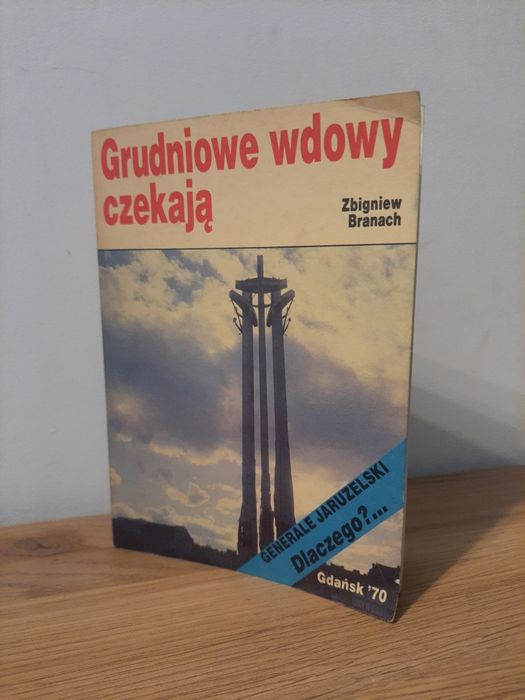 Grudniowe wdowy
czekają
Zbigniew
Branach
GENERALE JARUZELSKI
Dlaczego?...
Gdańsk '70